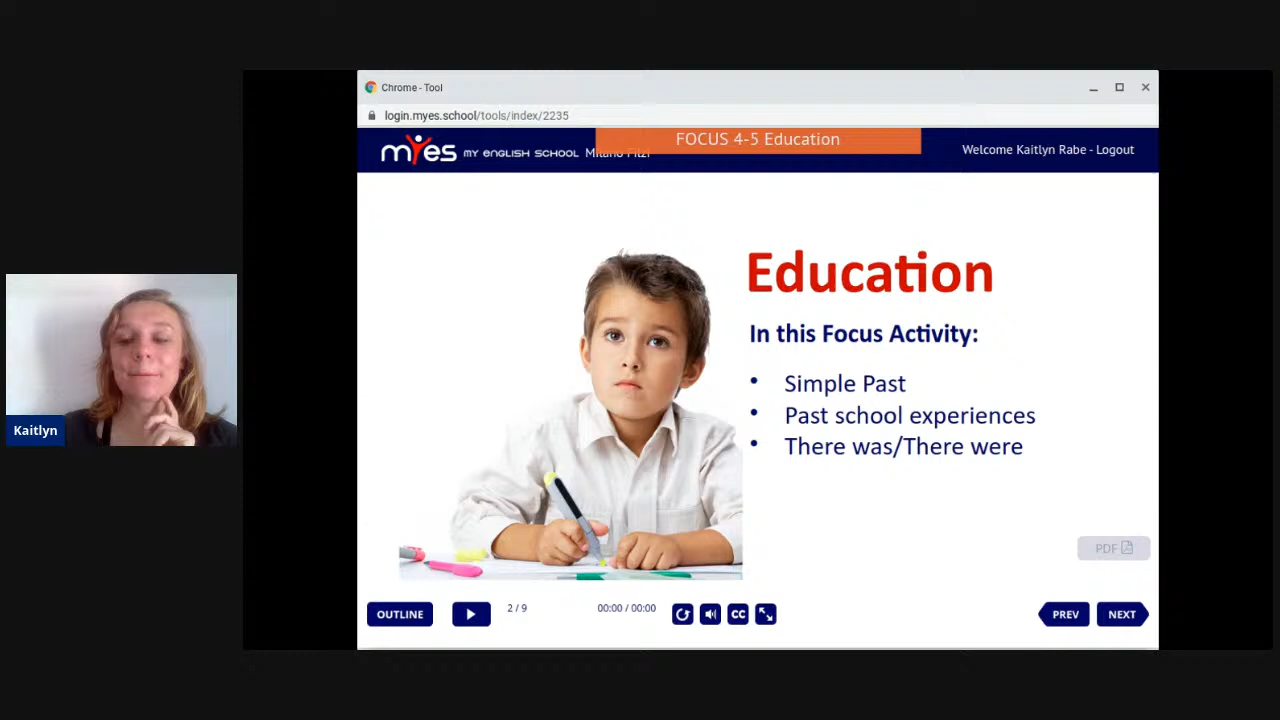 Chrome - Tool
login.myes.school/tools/index/2235
FOCUS 4-5 Education
myes MY ENGLISH SCHOOL Milano Filzi
Welcome Kaitlyn Rabe - Logout
Education
In this Focus Activity:
• Simple Past
• Past school experiences
• There was/There were
Kaitlyn
PDF
OUTLINE 2 / 9 00:00 / 00:00 CC PREV NEXT